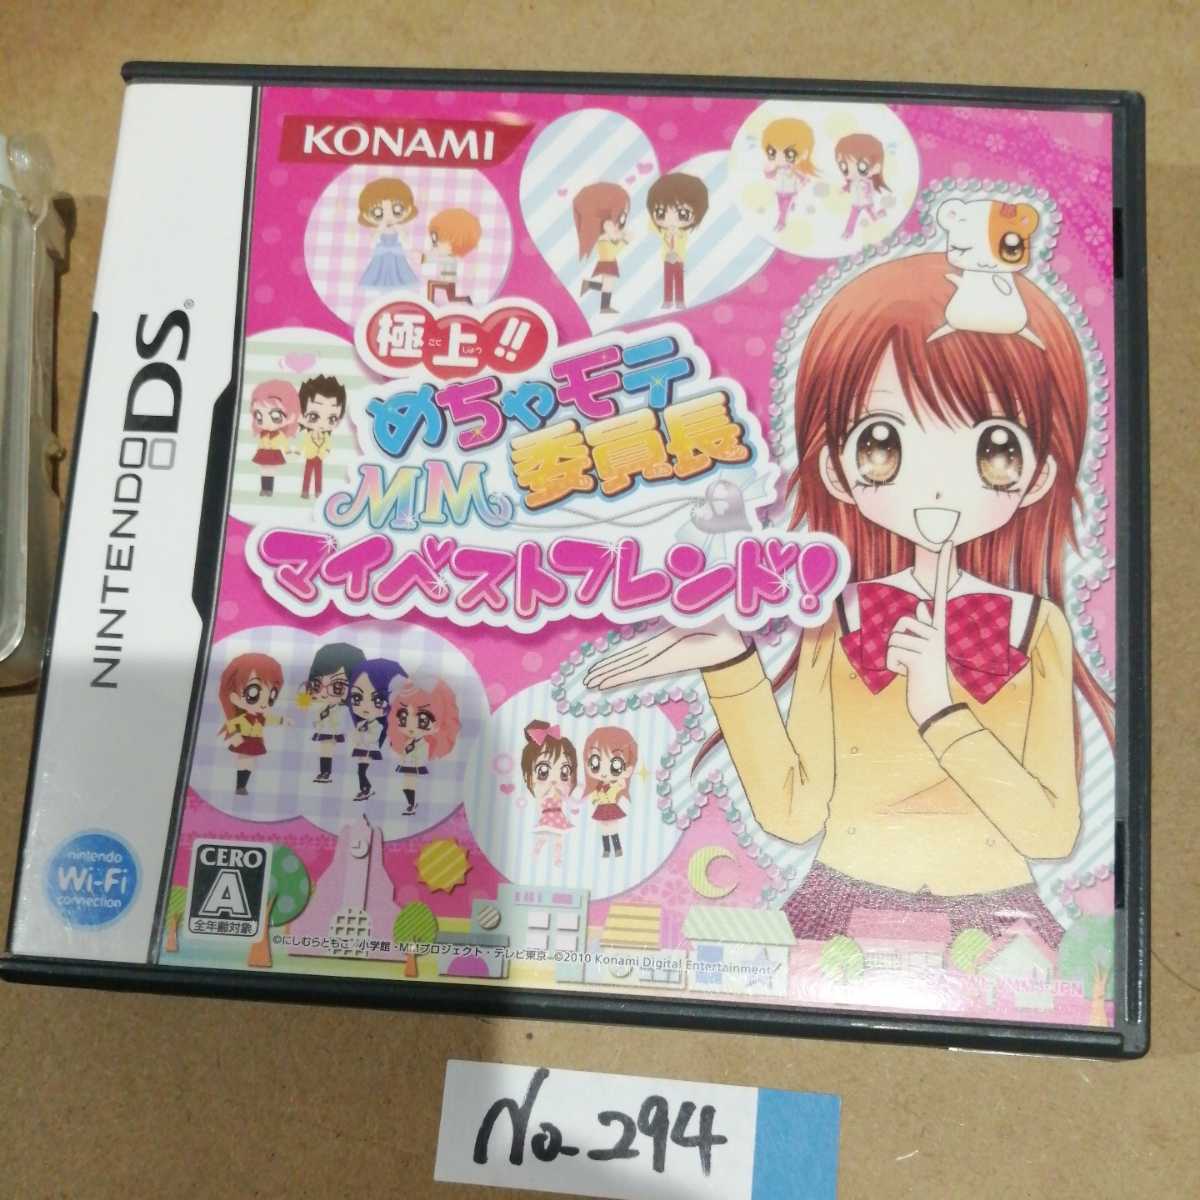 KONAMI
極上!!
ごく じょう
めちゃモテ
委員長
MM
マイベストフレンド!
NINTENDO DS®
nintendo
Wi-Fi
connection
CERO
A
全年齢対象
©にしむらともこ/小学館・MMプロジェクト・テレビ東京 ©2010 Konami Digital Entertainment
No.294